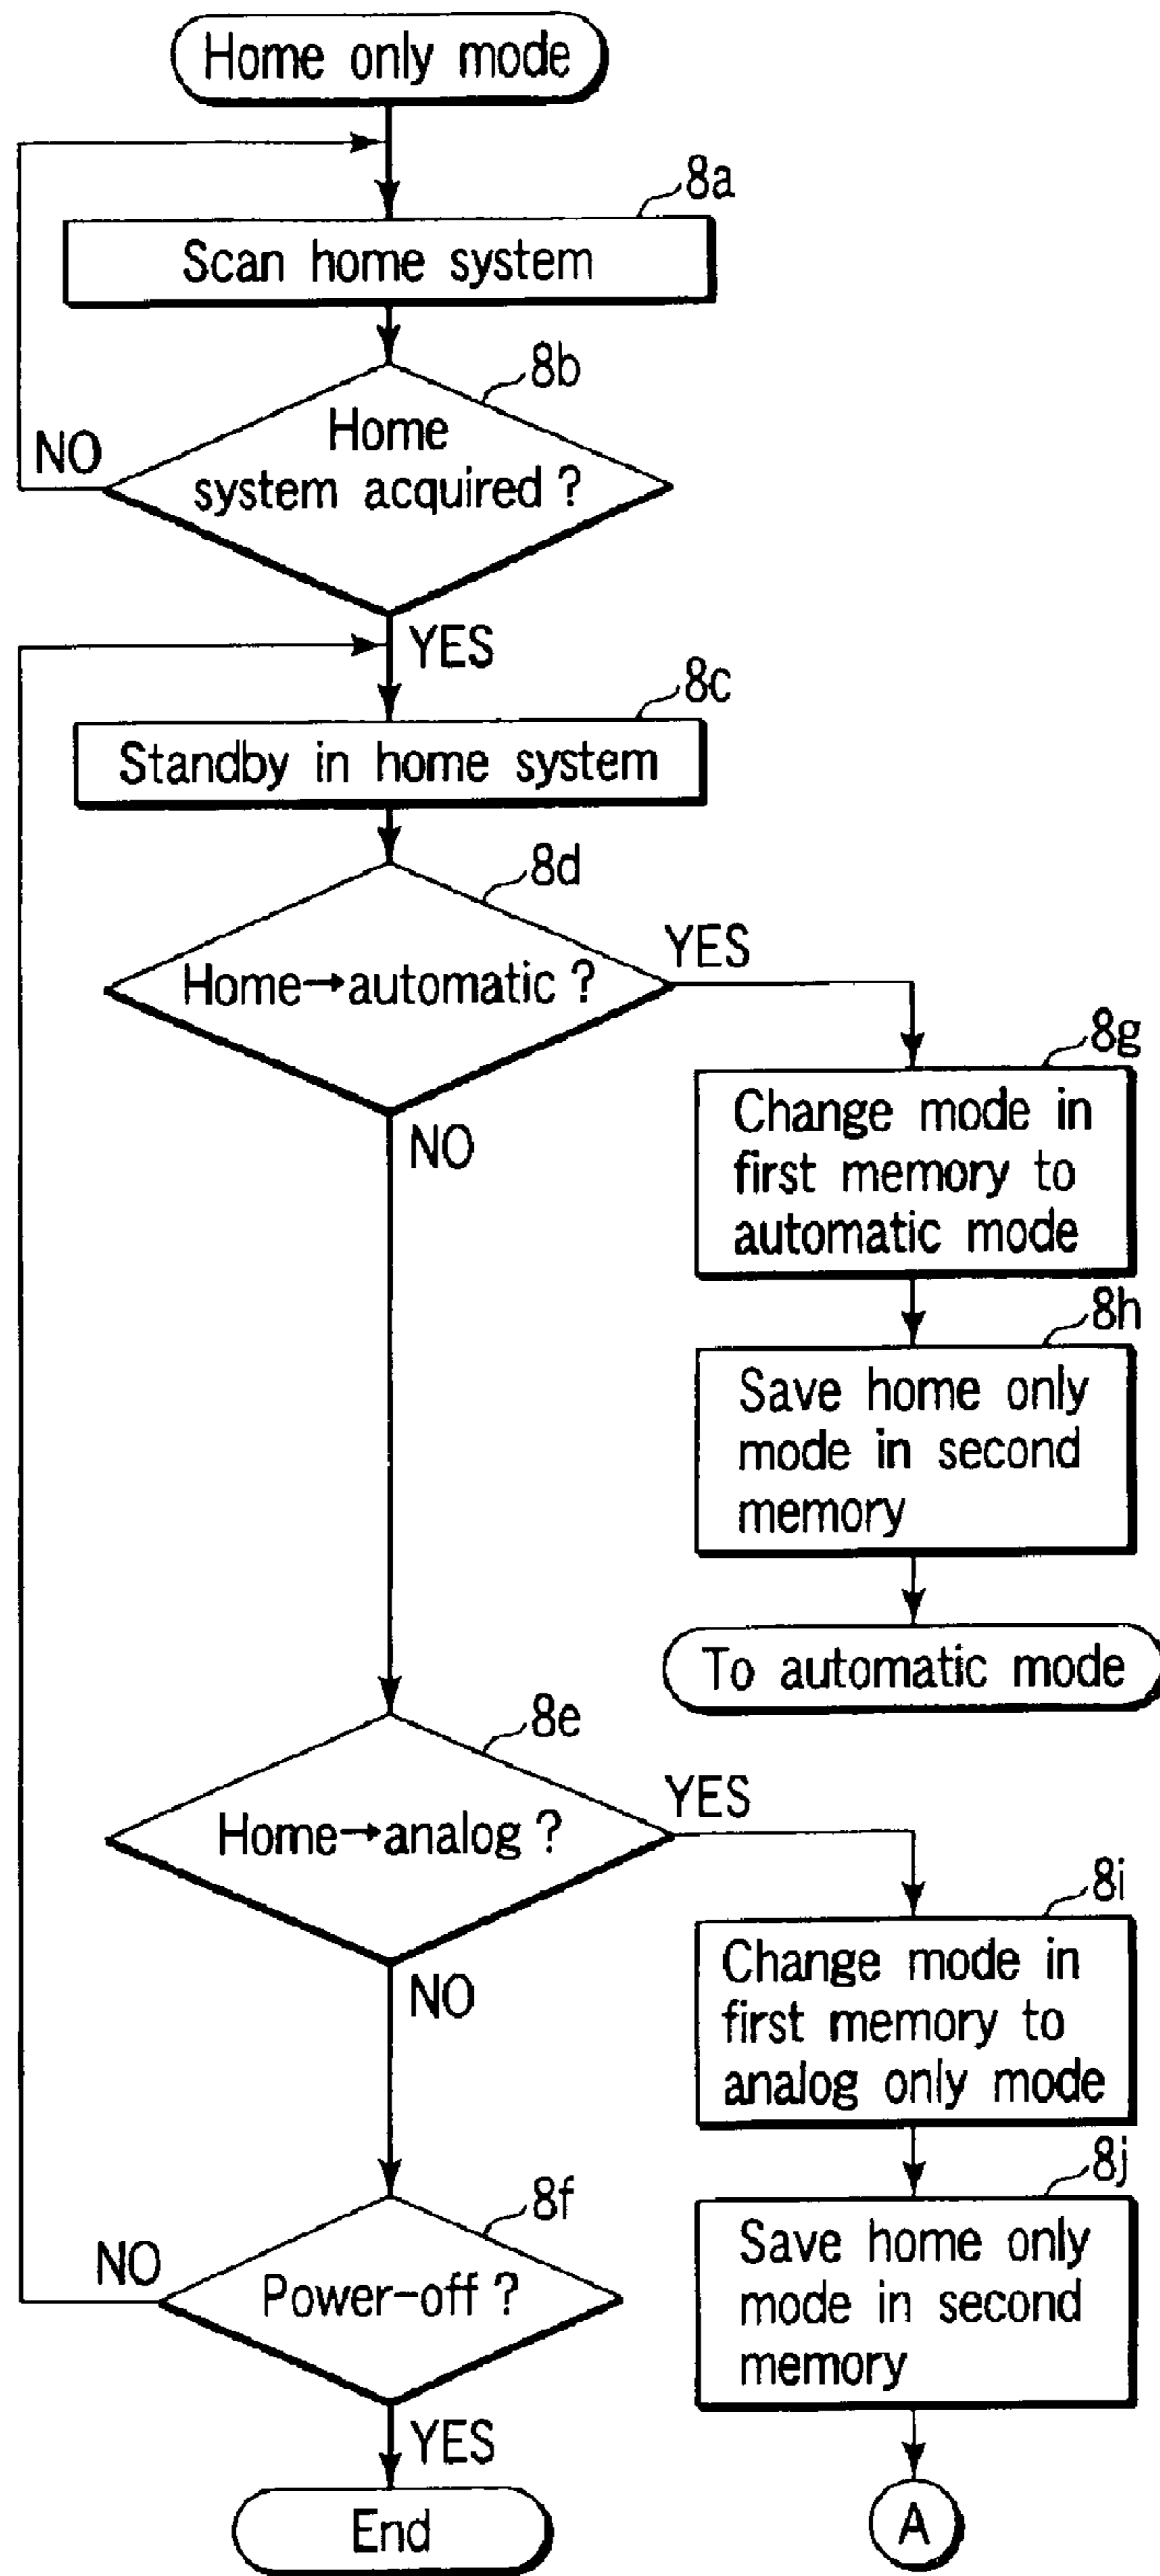 Home only mode
8a
Scan home system
8b
Home
system acquired ?
NO
YES
8c
Standby in home system
8d
Home→automatic ?
YES
NO
8g
Change mode in
first memory to
automatic mode
8h
Save home only
mode in second
memory
To automatic mode
8e
Home→analog ?
YES
NO
8i
Change mode in
first memory to
analog only mode
8j
Save home only
mode in second
memory
8f
Power-off ?
NO
YES
End
A